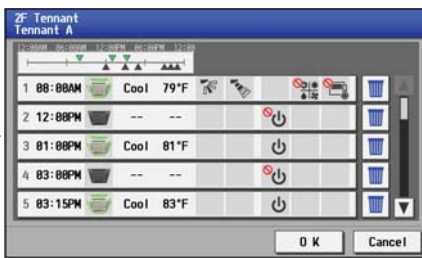 2F Tennant
Tennant A
12:00AM 06:00AM 12:00PM 06:00PM 12:00
1 08:00AM Cool 79°F
2 12:00PM -- --
3 01:00PM Cool 81°F
4 03:00PM -- --
5 03:15PM Cool 83°F
OK Cancel